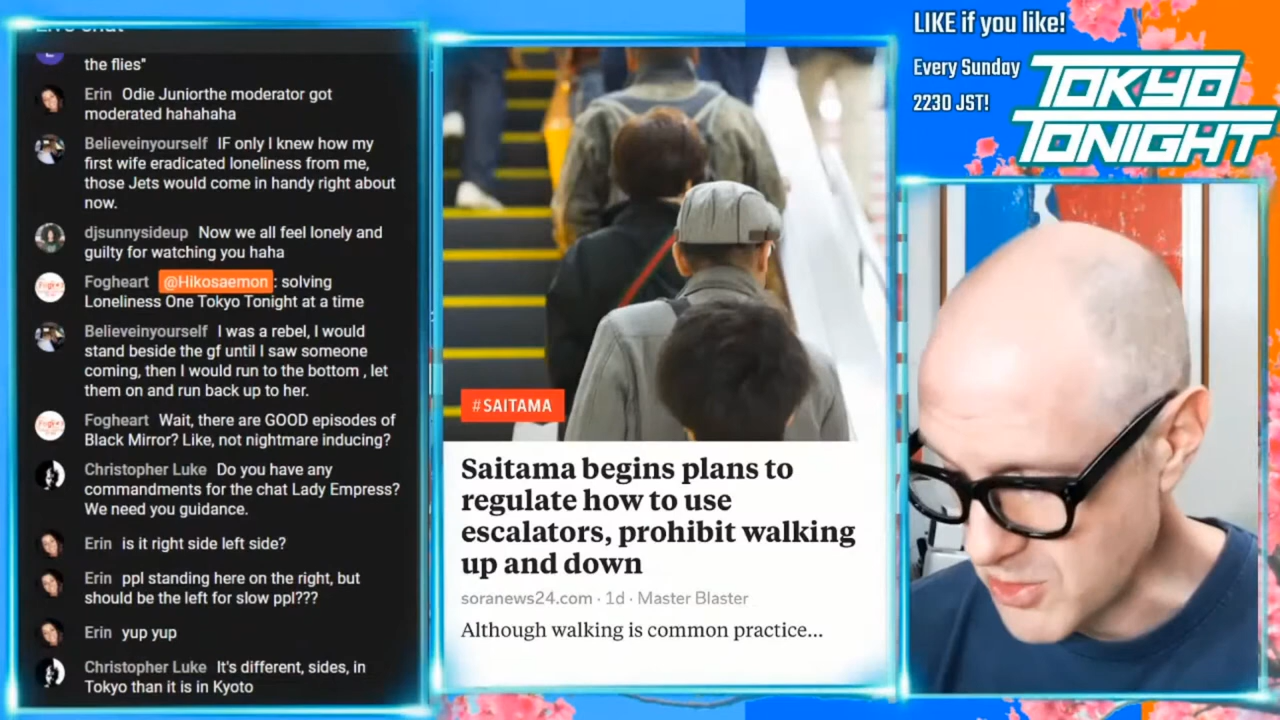 the flies"
Erin Odie Juniorthe moderator got
moderated hahahaha
Believeinyourself IF only I knew how my
first wife eradicated loneliness from me,
those Jets would come in handy right about
now.
djsunnysideup Now we all feel lonely and
guilty for watching you haha
Fogheart @Hikosaemon: solving
Loneliness One Tokyo Tonight at a time
Believeinyourself I was a rebel, I would
stand beside the gf until I saw someone
coming, then I would run to the bottom , let
them on and run back up to her.
Fogheart Wait, there are GOOD episodes of
Black Mirror? Like, not nightmare inducing?
Christopher Luke Do you have any
commandments for the chat Lady Empress?
We need you guidance.
Erin is it right side left side?
Erin ppl standing here on the right, but
should be the left for slow ppl???
Erin yup yup
Christopher Luke It's different, sides, in
Tokyo than it is in Kyoto
#SAITAMA
Saitama begins plans to
regulate how to use
escalators, prohibit walking
up and down
soranews24.com · 1d · Master Blaster
Although walking is common practice...
LIKE if you like!
Every Sunday
2230 JST!
TOKYO
TONIGHT